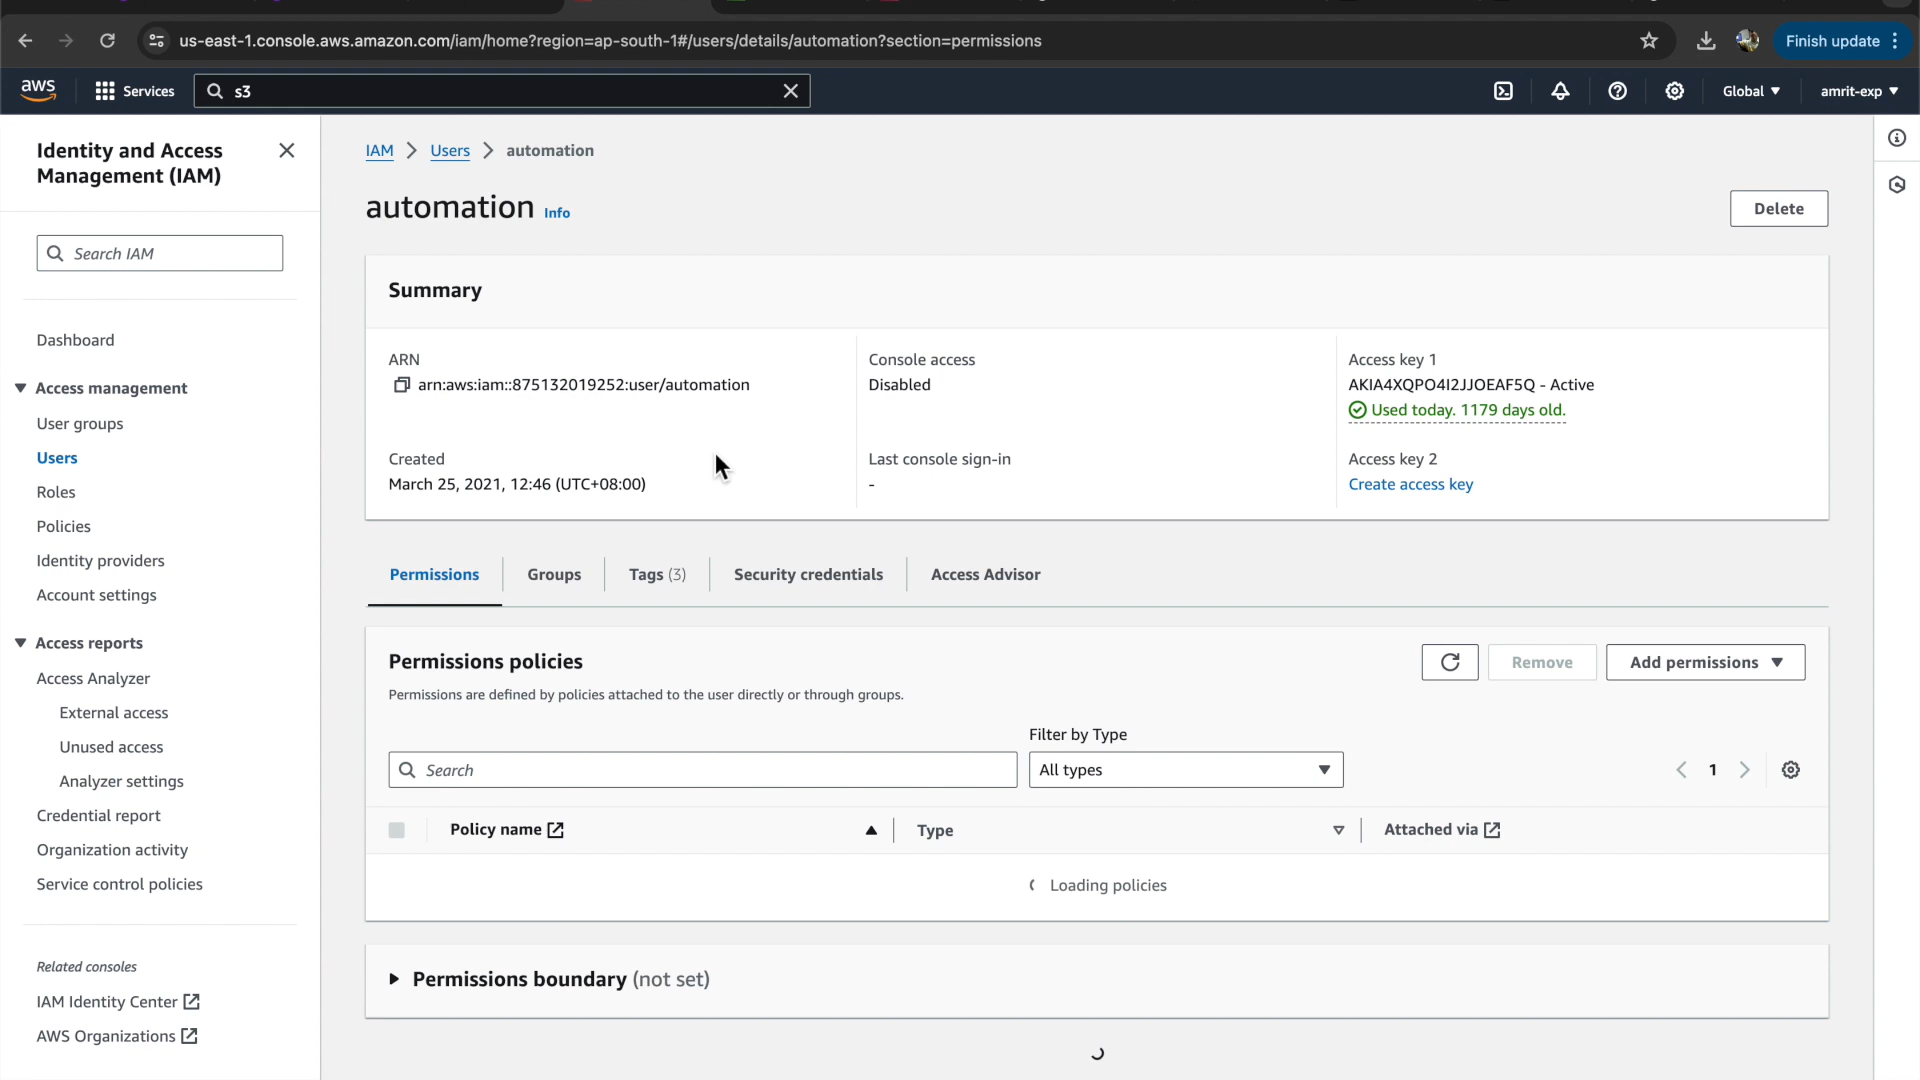 us-east-1.console.aws.amazon.com/iam/home?region=ap-south-1#/users/details/automation?section=permissions
Finish update
aws
Services
s3
Global
amrit-exp
Identity and Access
Management (IAM)
Search IAM
Dashboard
Access management
User groups
Users
Roles
Policies
Identity providers
Account settings
Access reports
Access Analyzer
External access
Unused access
Analyzer settings
Credential report
Organization activity
Service control policies
Related consoles
IAM Identity Center
AWS Organizations
IAM > Users > automation
automation Info
Delete
Summary
ARN
arn:aws:iam::875132019252:user/automation
Console access
Disabled
Access key 1
AKIA4XQPO4I2JJOEAF5Q - Active
Used today. 1179 days old.
Created
March 25, 2021, 12:46 (UTC+08:00)
Last console sign-in
-
Access key 2
Create access key
Permissions
Groups
Tags (3)
Security credentials
Access Advisor
Permissions policies
Permissions are defined by policies attached to the user directly or through groups.
Remove
Add permissions
Filter by Type
Search
All types
1
Policy name
Type
Attached via
Loading policies
Permissions boundary (not set)